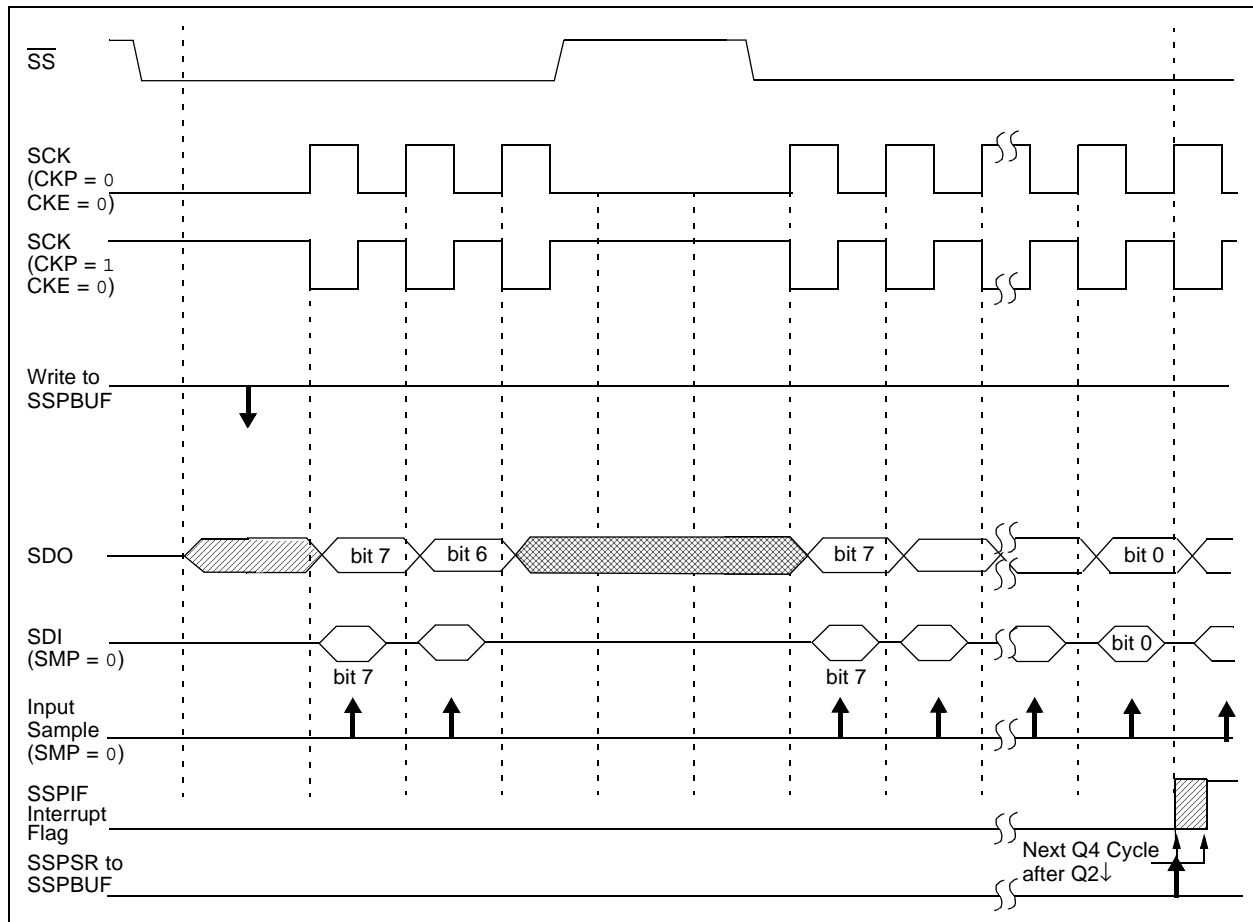 SS
SCK
(CKP = 0
CKE = 0)
SCK
(CKP = 1
CKE = 0)
Write to
SSPBUF
SDO
bit 7
bit 6
bit 7
bit 0
SDI
(SMP = 0)
bit 7
bit 7
bit 0
Input
Sample
(SMP = 0)
SSPIF
Interrupt
Flag
SSPSR to
SSPBUF
Next Q4 Cycle
after Q2↓